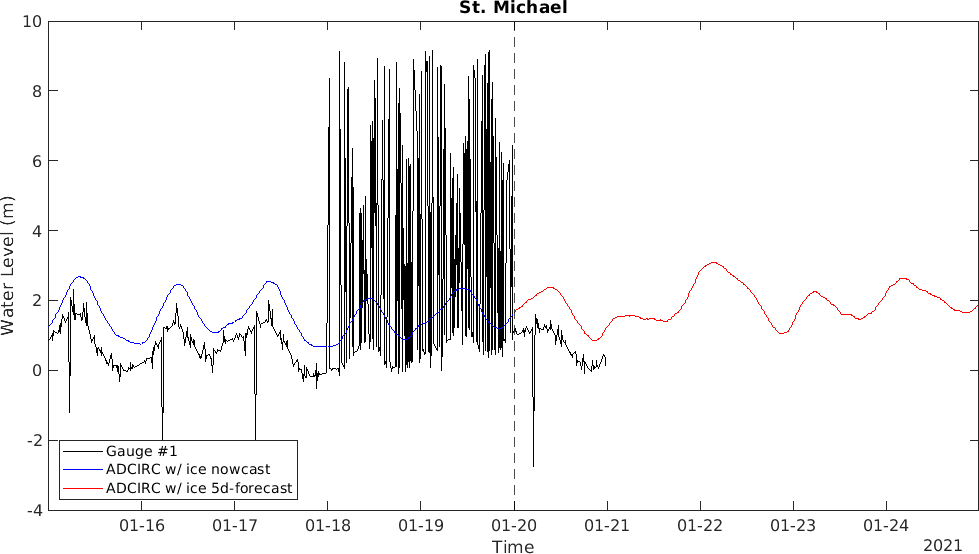 St. Michael
Water Level (m)
10
8
6
4
2
0
-2
-4
Gauge #1
ADCIRC w/ ice nowcast
ADCIRC w/ ice 5d-forecast
01-16 01-17 01-18 01-19 01-20 01-21 01-22 01-23 01-24
Time
2021